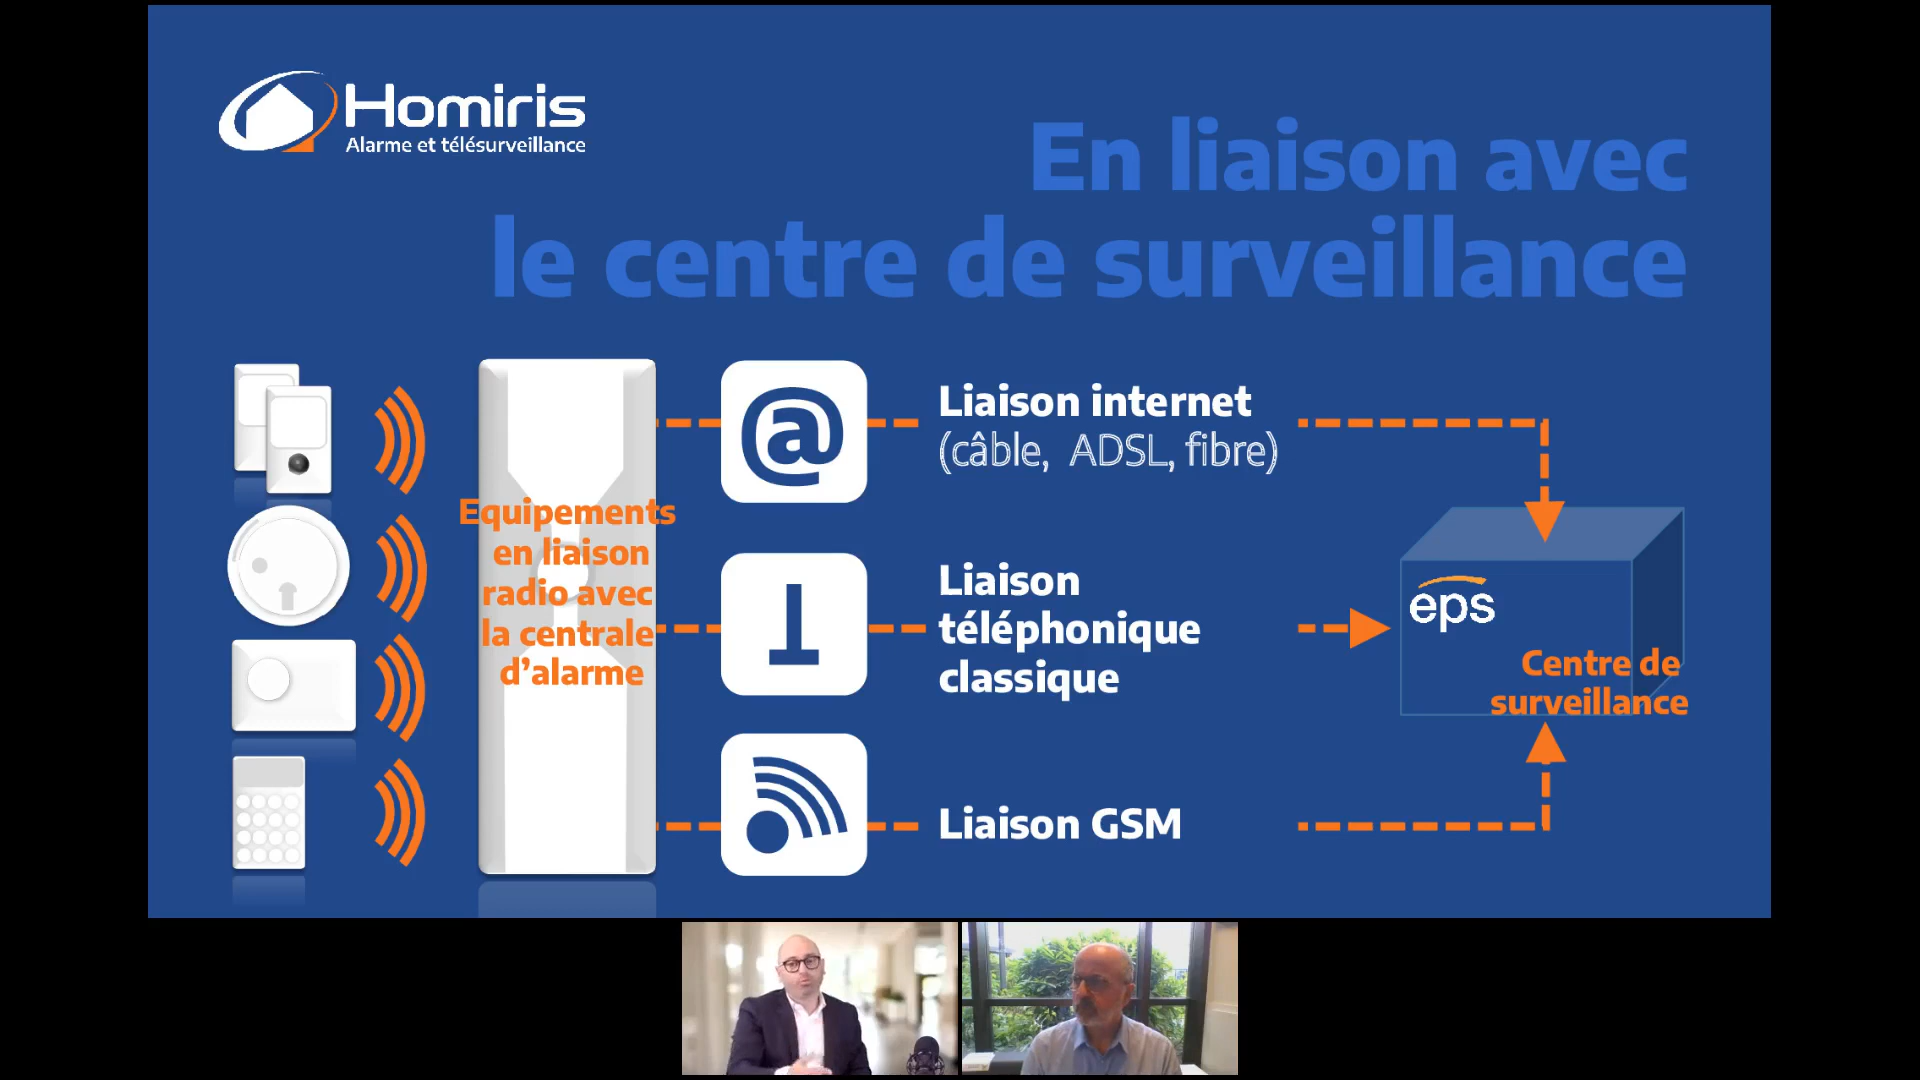 Homiris
Alarme et télésurveillance
En liaison avec
le centre de surveillance
Equipements
en liaison
radio avec
la centrale
d’alarme
@
Liaison internet
(câble, ADSL, fibre)
Liaison
téléphonique
classique
Liaison GSM
eps
Centre de
surveillance